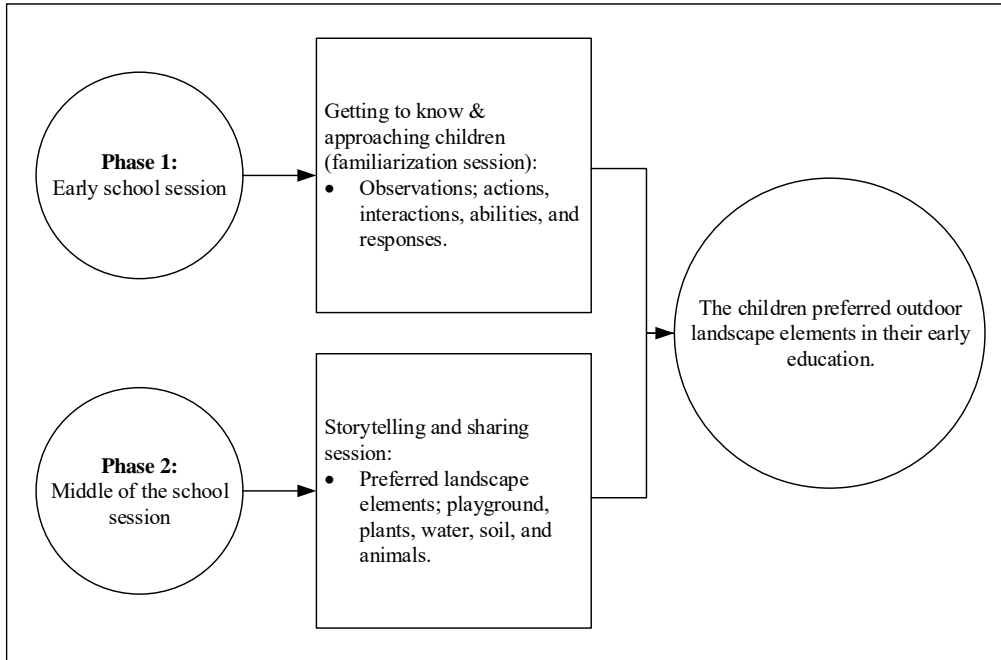 Phase 1:
Early school session
Getting to know &
approaching children
(familiarization session):
• Observations; actions,
interactions, abilities, and
responses.
The children preferred outdoor
landscape elements in their early
education.
Phase 2:
Middle of the school
session
Storytelling and sharing
session:
• Preferred landscape
elements; playground,
plants, water, soil, and
animals.